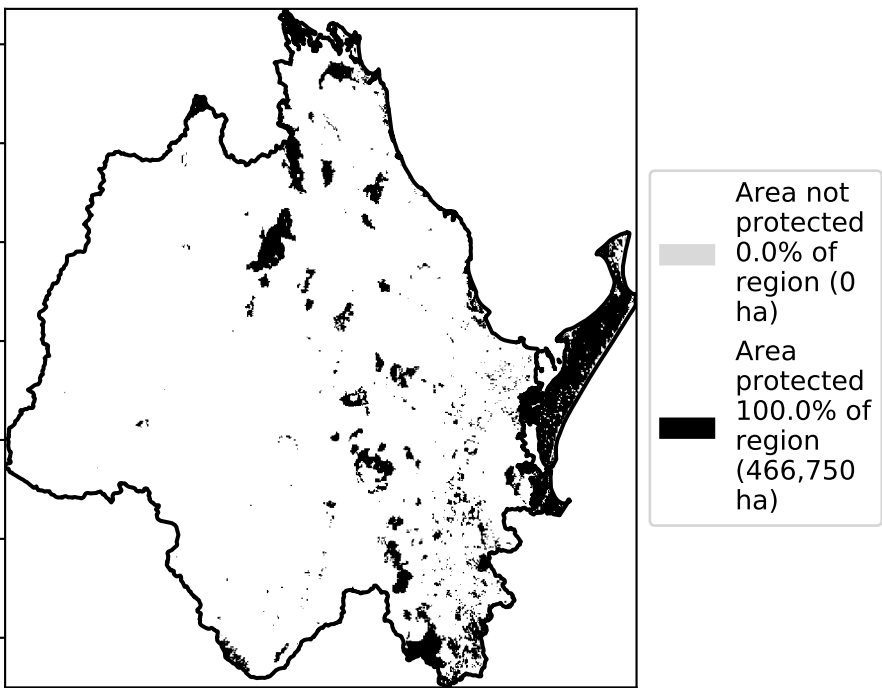 Area not
protected
0.0% of
region (0
ha)
Area
protected
100.0% of
region
(466,750
ha)